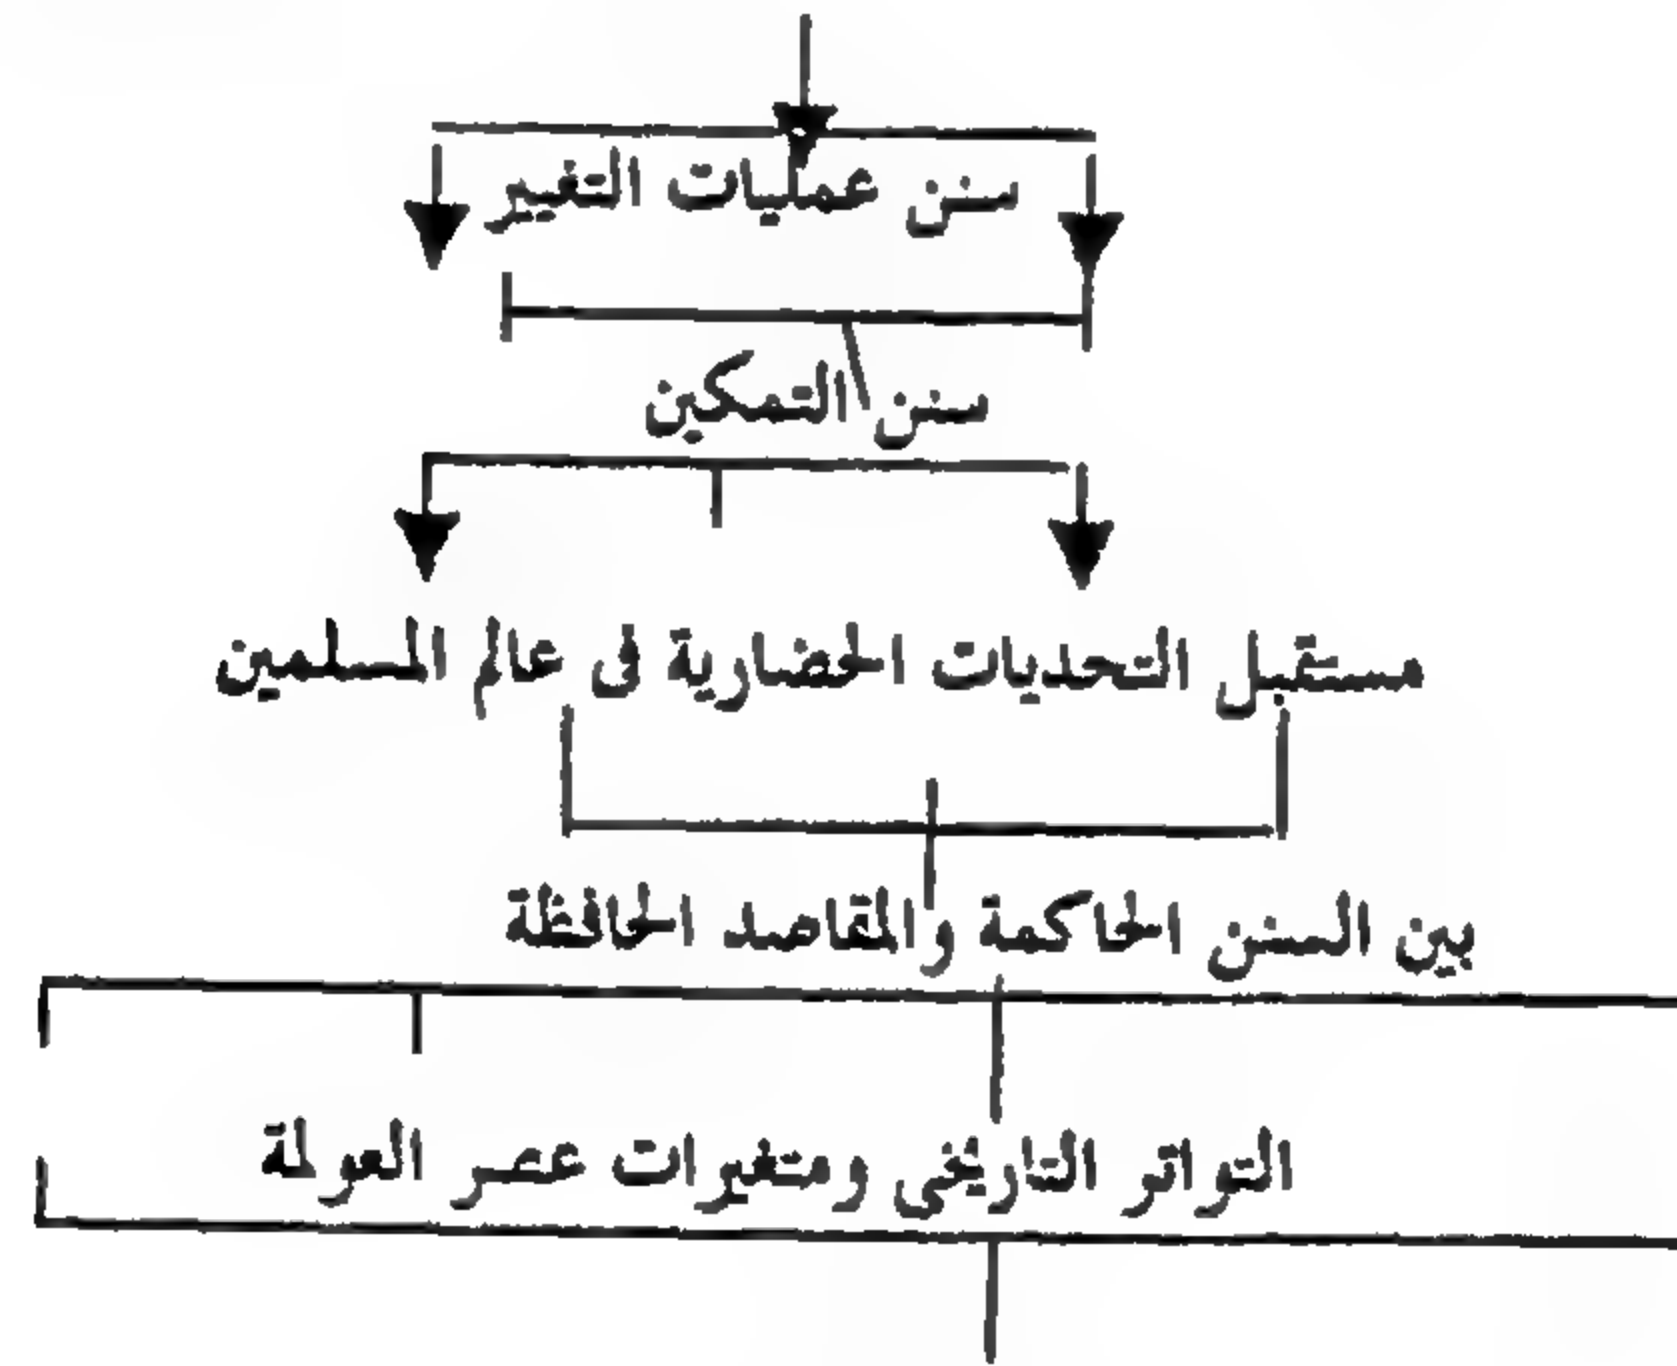 سنن عمليات التغيير
سنن التمكين
مستقبل التحديات الحضارية فى عالم المسلمين
بين السنن الحاكمة والمقاصد الحافظة
التواتر التاريخى ومتغيرات عصر العولمة